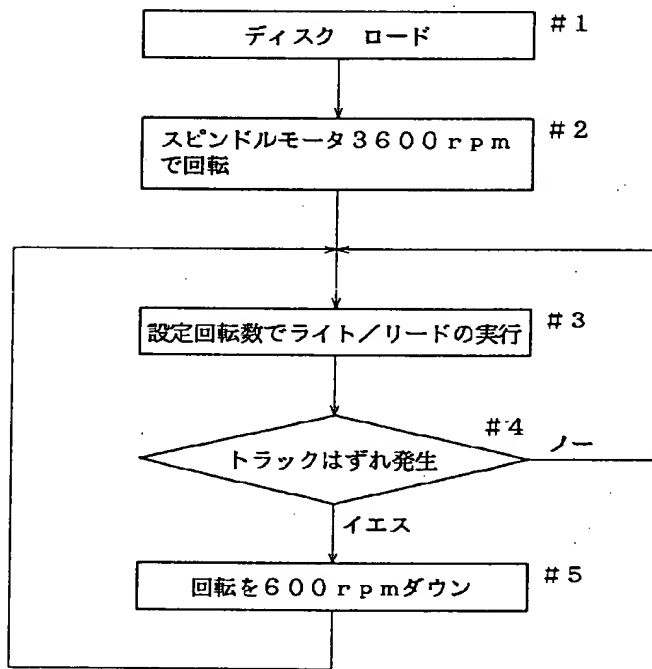 ディスク ロード
#1
スピンドルモータ3600rpm
で回転
#2
設定回転数でライト/リードの実行
#3
トラックはずれ発生
#4
ノー
イエス
回転を600rpmダウン
#5